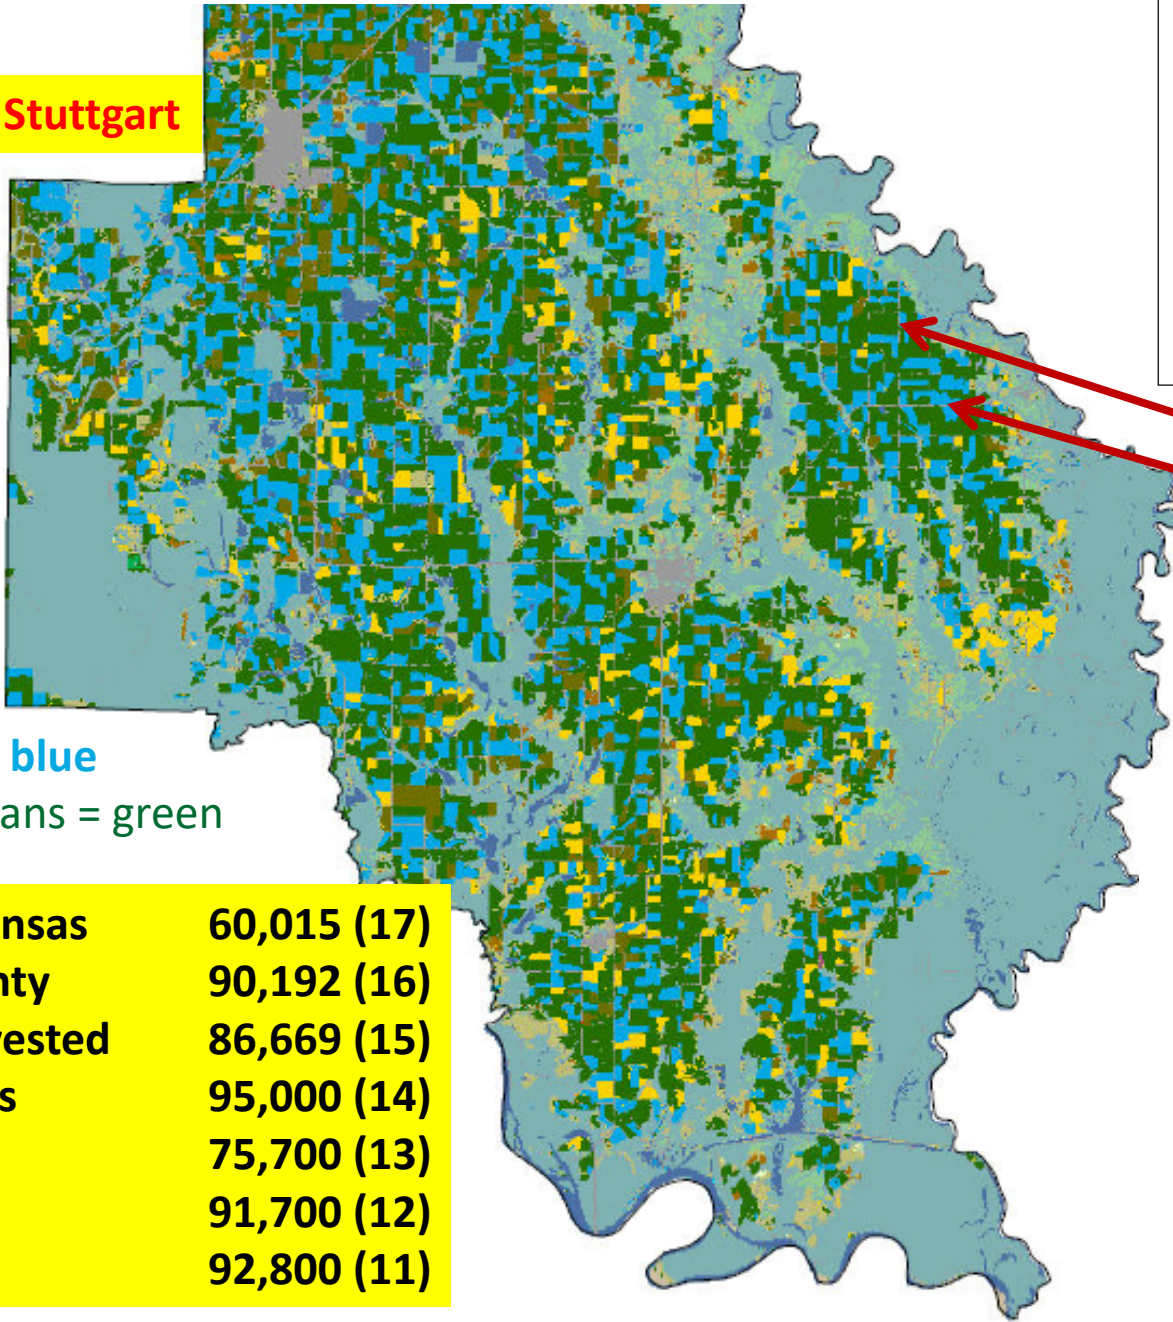 Stuttgart
blue
ans = green
nsas 60,015 (17)
nty 90,192 (16)
ested 86,669 (15)
s 95,000 (14)
75,700 (13)
91,700 (12)
92,800 (11)